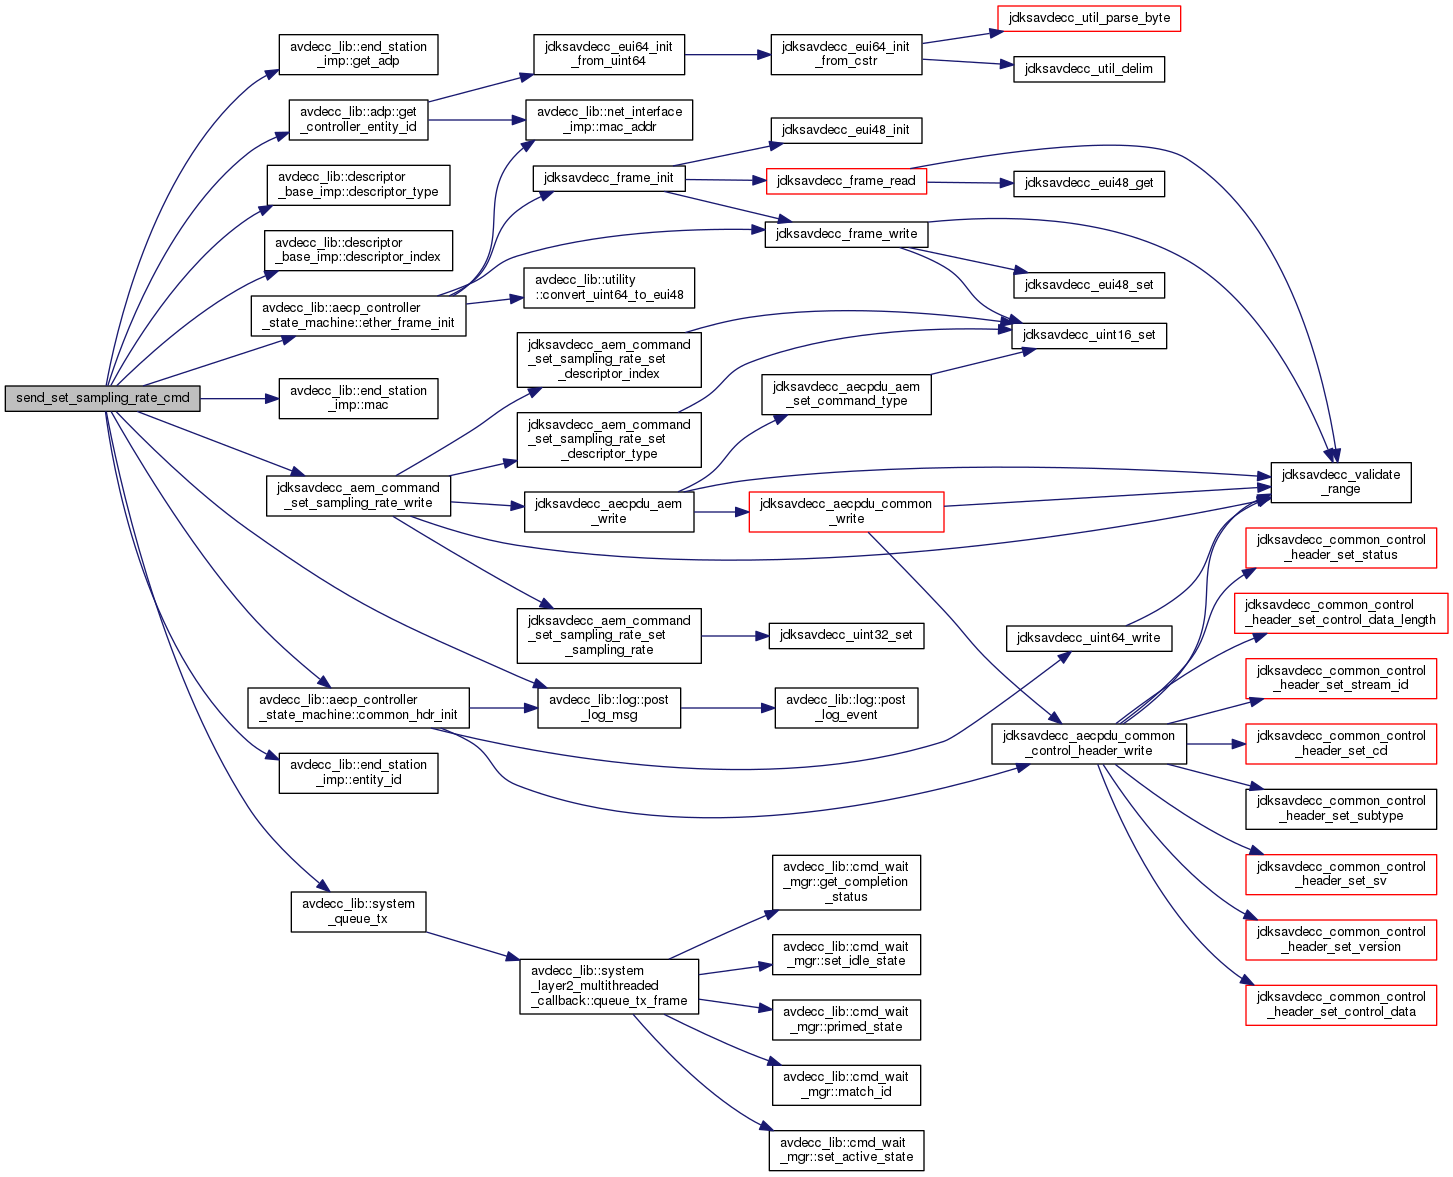 send_set_sampling_rate_cmd
avdecc_lib::end_station
_imp::get_adp
avdecc_lib::adp::get
_controller_entity_id
avdecc_lib::descriptor
_base_imp::descriptor_type
avdecc_lib::descriptor
_base_imp::descriptor_index
avdecc_lib::aecp_controller
_state_machine::ether_frame_init
avdecc_lib::end_station
_imp::mac
jdksavdecc_aem_command
_set_sampling_rate_write
avdecc_lib::aecp_controller
_state_machine::common_hdr_init
avdecc_lib::end_station
_imp::entity_id
avdecc_lib::system
_queue_tx
jdksavdecc_eui64_init
_from_uint64
avdecc_lib::net_interface
_imp::mac_addr
jdksavdecc_frame_init
avdecc_lib::utility
::convert_uint64_to_eui48
jdksavdecc_aem_command
_set_sampling_rate_set
_descriptor_index
jdksavdecc_aem_command
_set_sampling_rate_set
_descriptor_type
jdksavdecc_aecpdu_aem
_write
jdksavdecc_aem_command
_set_sampling_rate_set
_sampling_rate
avdecc_lib::log::post
_log_msg
avdecc_lib::system
_layer2_multithreaded
_callback::queue_tx_frame
jdksavdecc_eui64_init
_from_cstr
jdksavdecc_eui48_init
jdksavdecc_frame_read
jdksavdecc_frame_write
jdksavdecc_aecpdu_aem
_set_command_type
jdksavdecc_aecpdu_common
_write
jdksavdecc_uint32_set
avdecc_lib::log::post
_log_event
avdecc_lib::cmd_wait
_mgr::get_completion
_status
avdecc_lib::cmd_wait
_mgr::set_idle_state
avdecc_lib::cmd_wait
_mgr::primed_state
avdecc_lib::cmd_wait
_mgr::match_id
avdecc_lib::cmd_wait
_mgr::set_active_state
jdksavdecc_util_parse_byte
jdksavdecc_util_delim
jdksavdecc_eui48_get
jdksavdecc_eui48_set
jdksavdecc_uint16_set
jdksavdecc_uint64_write
jdksavdecc_aecpdu_common
_control_header_write
jdksavdecc_validate
_range
jdksavdecc_common_control
_header_set_status
jdksavdecc_common_control
_header_set_control_data_length
jdksavdecc_common_control
_header_set_stream_id
jdksavdecc_common_control
_header_set_cd
jdksavdecc_common_control
_header_set_subtype
jdksavdecc_common_control
_header_set_sv
jdksavdecc_common_control
_header_set_version
jdksavdecc_common_control
_header_set_control_data